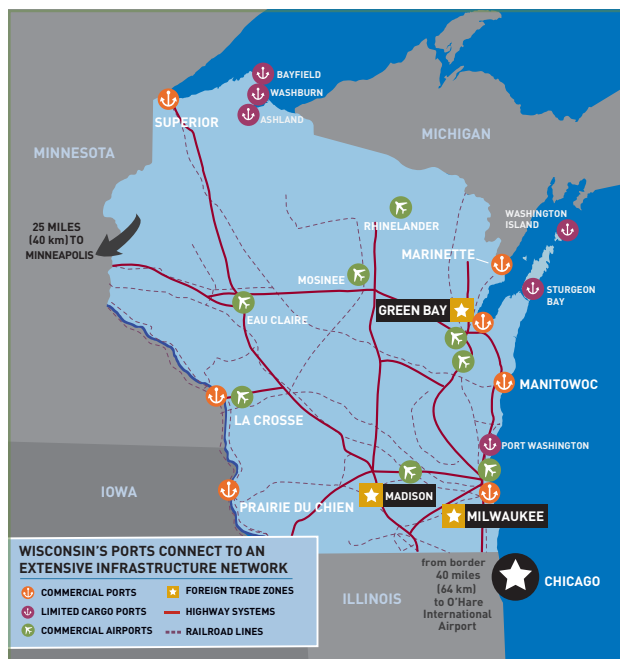 BAYFIELD
WASHBURN
ASHLAND
SUPERIOR
MICHIGAN
MINNESOTA
25 MILES
(40 km) TO
MINNEAPOLIS
WASHINGTON
ISLAND
RHINELANDER
MARINETTE
MOSINEE
STURGEON
BAY
GREEN BAY
EAU CLAIRE
MANITOWOC
LA CROSSE
PORT WASHINGTON
IOWA
MADISON
PRAIRIE DU CHIEN
MILWAUKEE
WISCONSIN'S PORTS CONNECT TO AN
EXTENSIVE INFRASTRUCTURE NETWORK
COMMERCIAL PORTS
LIMITED CARGO PORTS
COMMERCIAL AIRPORTS
FOREIGN TRADE ZONES
HIGHWAY SYSTEMS
RAILROAD LINES
ILLINOIS
from border
40 miles
(64 km)
to O'Hare
International
Airport
CHICAGO